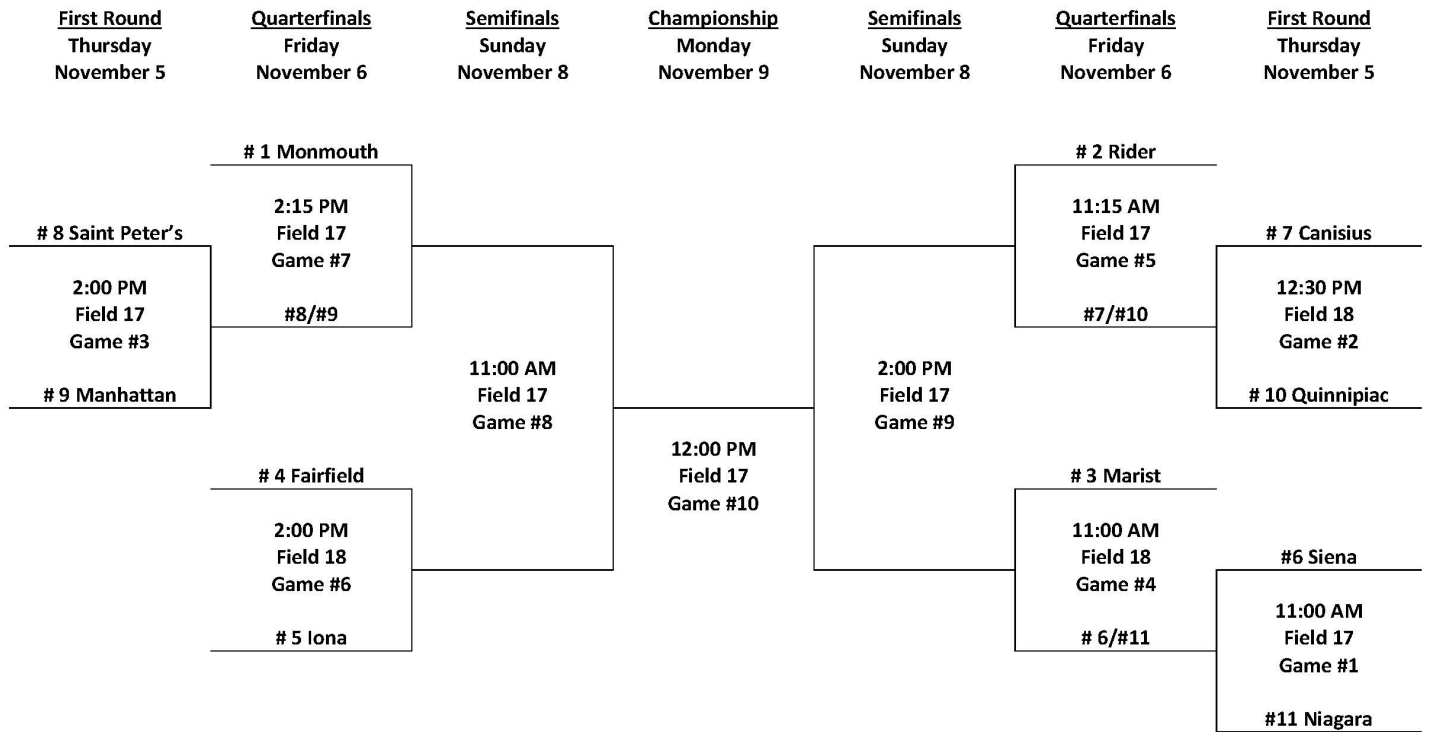 First Round
Thursday
November 5
Quarterfinals
Friday
November 6
Semifinals
Sunday
November 8
Championship
Monday
November 9
Semifinals
Sunday
November 8
Quarterfinals
Friday
November 6
First Round
Thursday
November 5
# 8 Saint Peter’s
2:00 PM
Field 17
Game #3
# 9 Manhattan
# 1 Monmouth
2:15 PM
Field 17
Game #7
#8/#9
# 4 Fairfield
2:00 PM
Field 18
Game #6
# 5 Iona
11:00 AM
Field 17
Game #8
12:00 PM
Field 17
Game #10
2:00 PM
Field 17
Game #9
# 2 Rider
11:15 AM
Field 17
Game #5
#7/#10
# 3 Marist
11:00 AM
Field 18
Game #4
# 6/#11
# 7 Canisius
12:30 PM
Field 18
Game #2
# 10 Quinnipiac
#6 Siena
11:00 AM
Field 17
Game #1
#11 Niagara